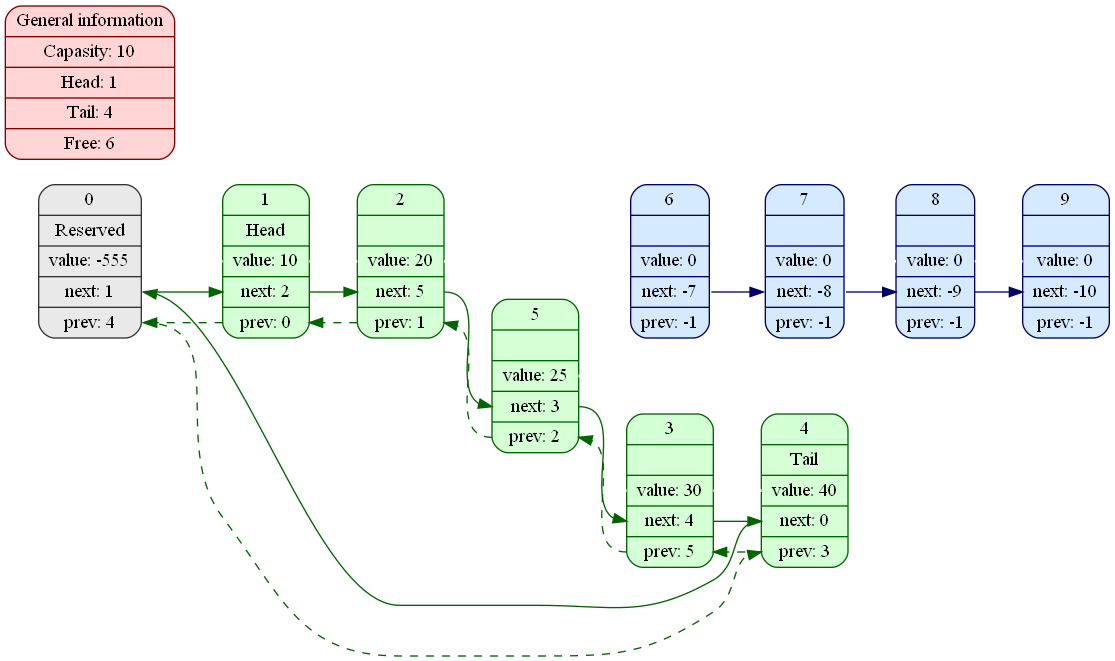 General information
Capasity: 10
Head: 1
Tail: 4
Free: 6
0
Reserved
value: -555
next: 1
prev: 4
1
Head
value: 10
next: 2
prev: 0
2
value: 20
next: 5
prev: 1
5
value: 25
next: 3
prev: 2
3
value: 30
next: 4
prev: 5
4
Tail
value: 40
next: 0
prev: 3
6
value: 0
next: -7
prev: -1
7
value: 0
next: -8
prev: -1
8
value: 0
next: -9
prev: -1
9
value: 0
next: -10
prev: -1